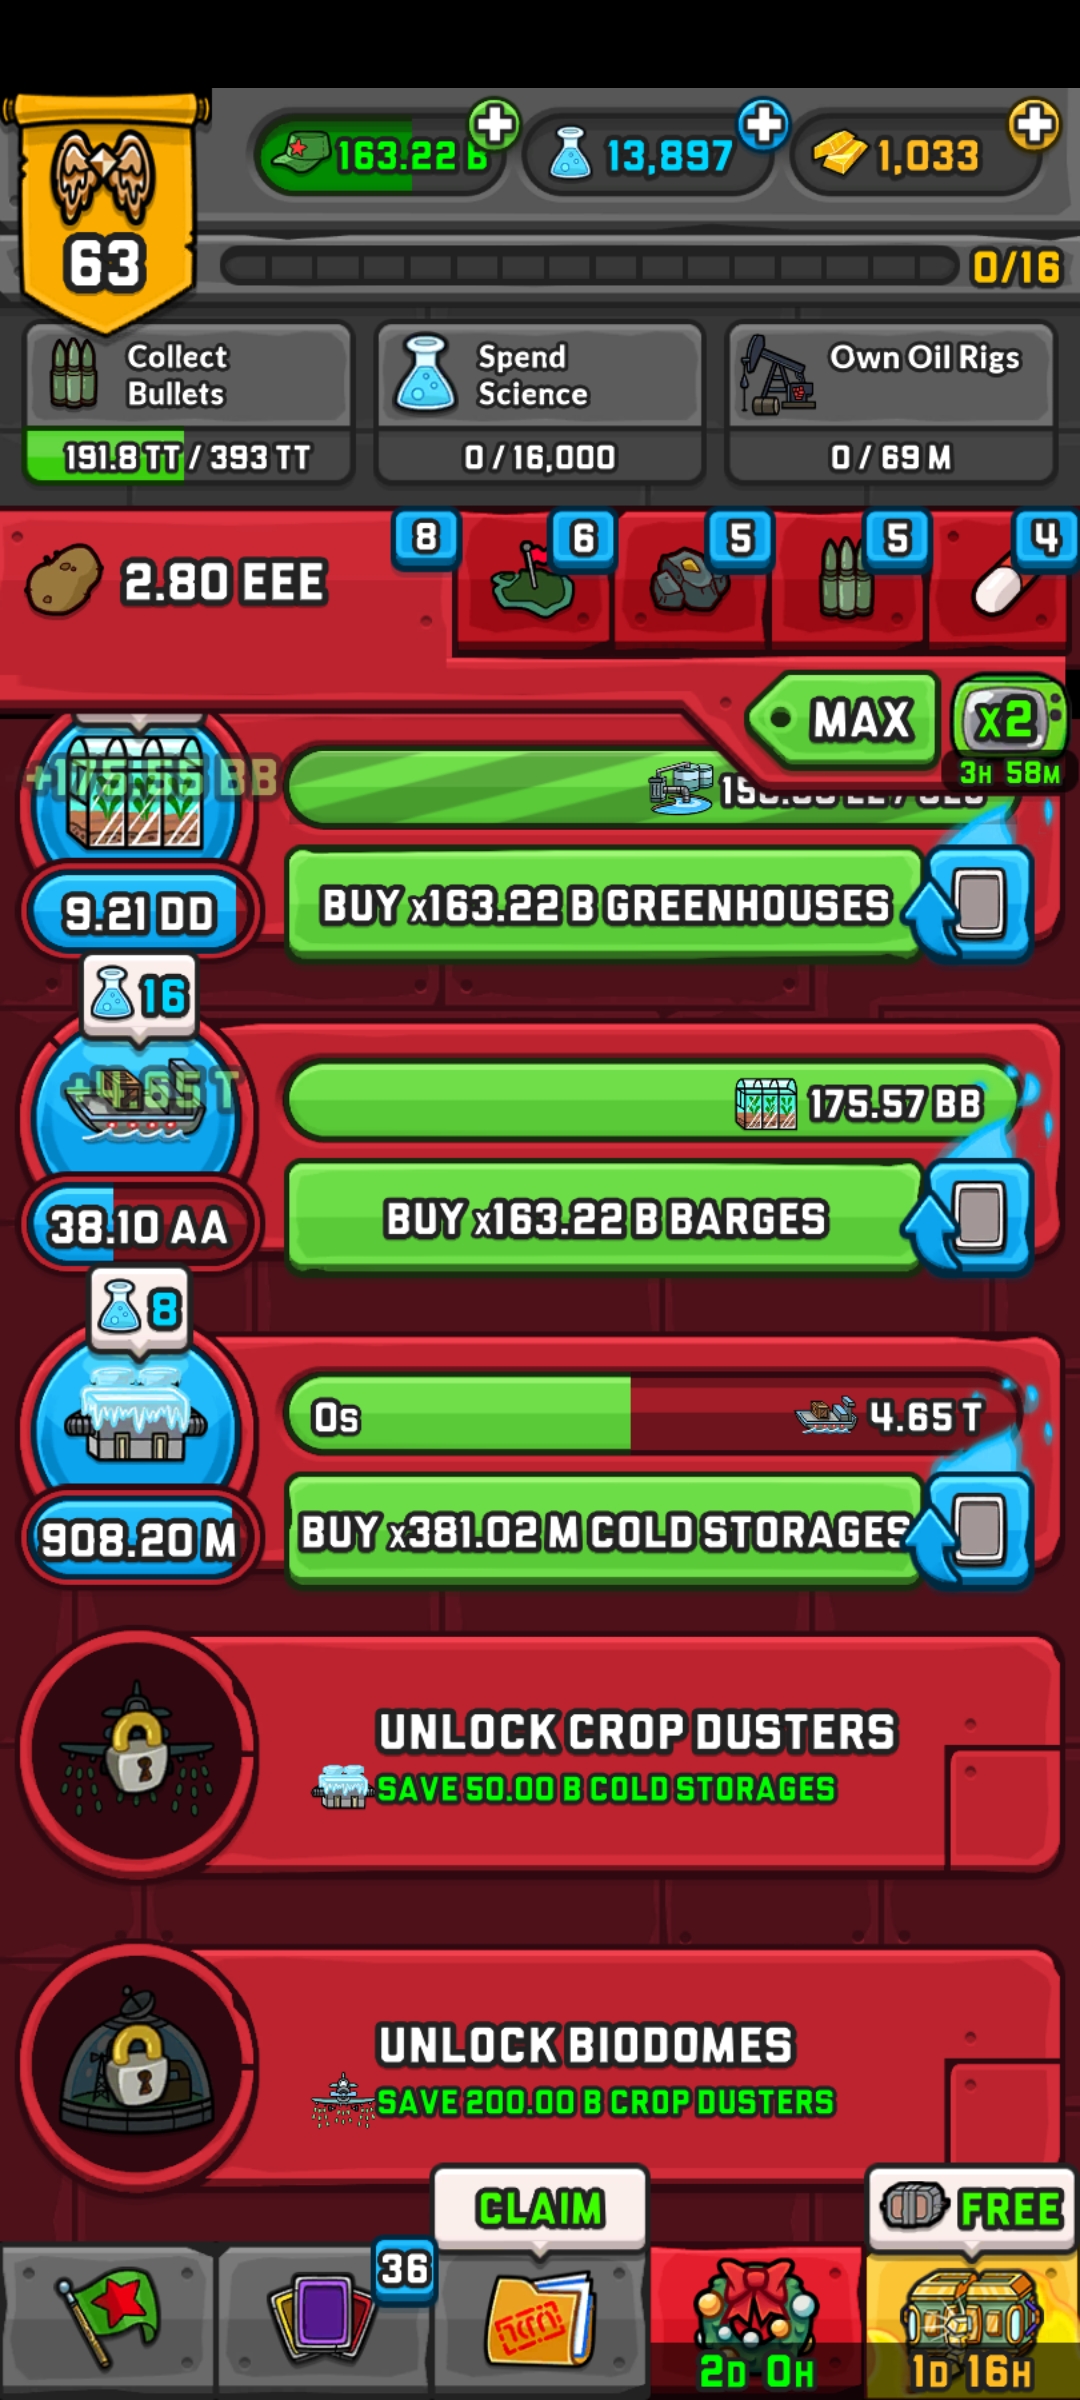 163.22 B
13,897
1,033
63
0/16
Collect
Bullets
191.8 TT / 393 TT
Spend
Science
0 / 16,000
Own Oil Rigs
0 / 69 M
2.80 EEE
8
6
5
5
4
MAX
x2
3H 58M
+175.55 BB
9.21 DD
BUY x163.22 B GREENHOUSES
16
+4.65 T
175.57 BB
38.10 AA
BUY x163.22 B BARGES
8
0s
4.65 T
908.20 M
BUY x381.02 M COLD STORAGES
UNLOCK CROP DUSTERS
SAVE 50.00 B COLD STORAGES
UNLOCK BIODOMES
SAVE 200.00 B CROP DUSTERS
CLAIM
FREE
36
2D 0H
1D 16H